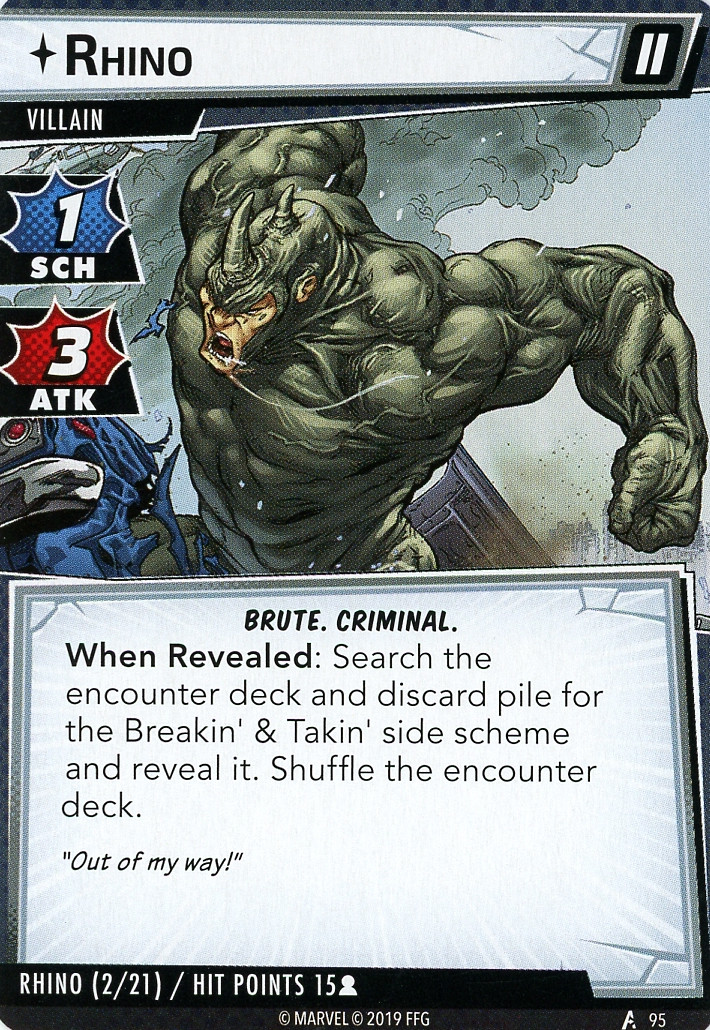 RHINO
II
VILLAIN
1
SCH
3
ATK
BRUTE. CRIMINAL.
When Revealed: Search the
encounter deck and discard pile for
the Breakin' & Takin' side scheme
and reveal it. Shuffle the encounter
deck.
"Out of my way!"
RHINO (2/21) / HIT POINTS 15
© MARVEL © 2019 FFG
95